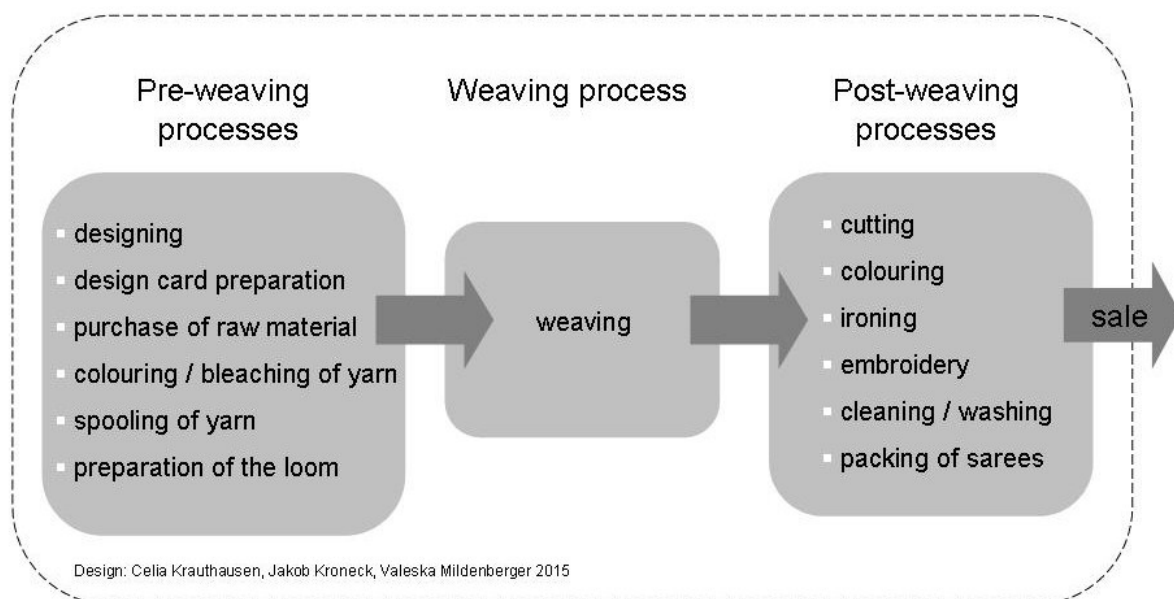 Pre-weaving
processes
designing
design card preparation
purchase of raw material
colouring / bleaching of yarn
spooling of yarn
preparation of the loom
Weaving process
weaving
Post-weaving
processes
cutting
colouring
ironing
embroidery
cleaning / washing
packing of sarees
sale
Design: Celia Krauthausen, Jakob Kroneck, Valeska Mildenberger 2015